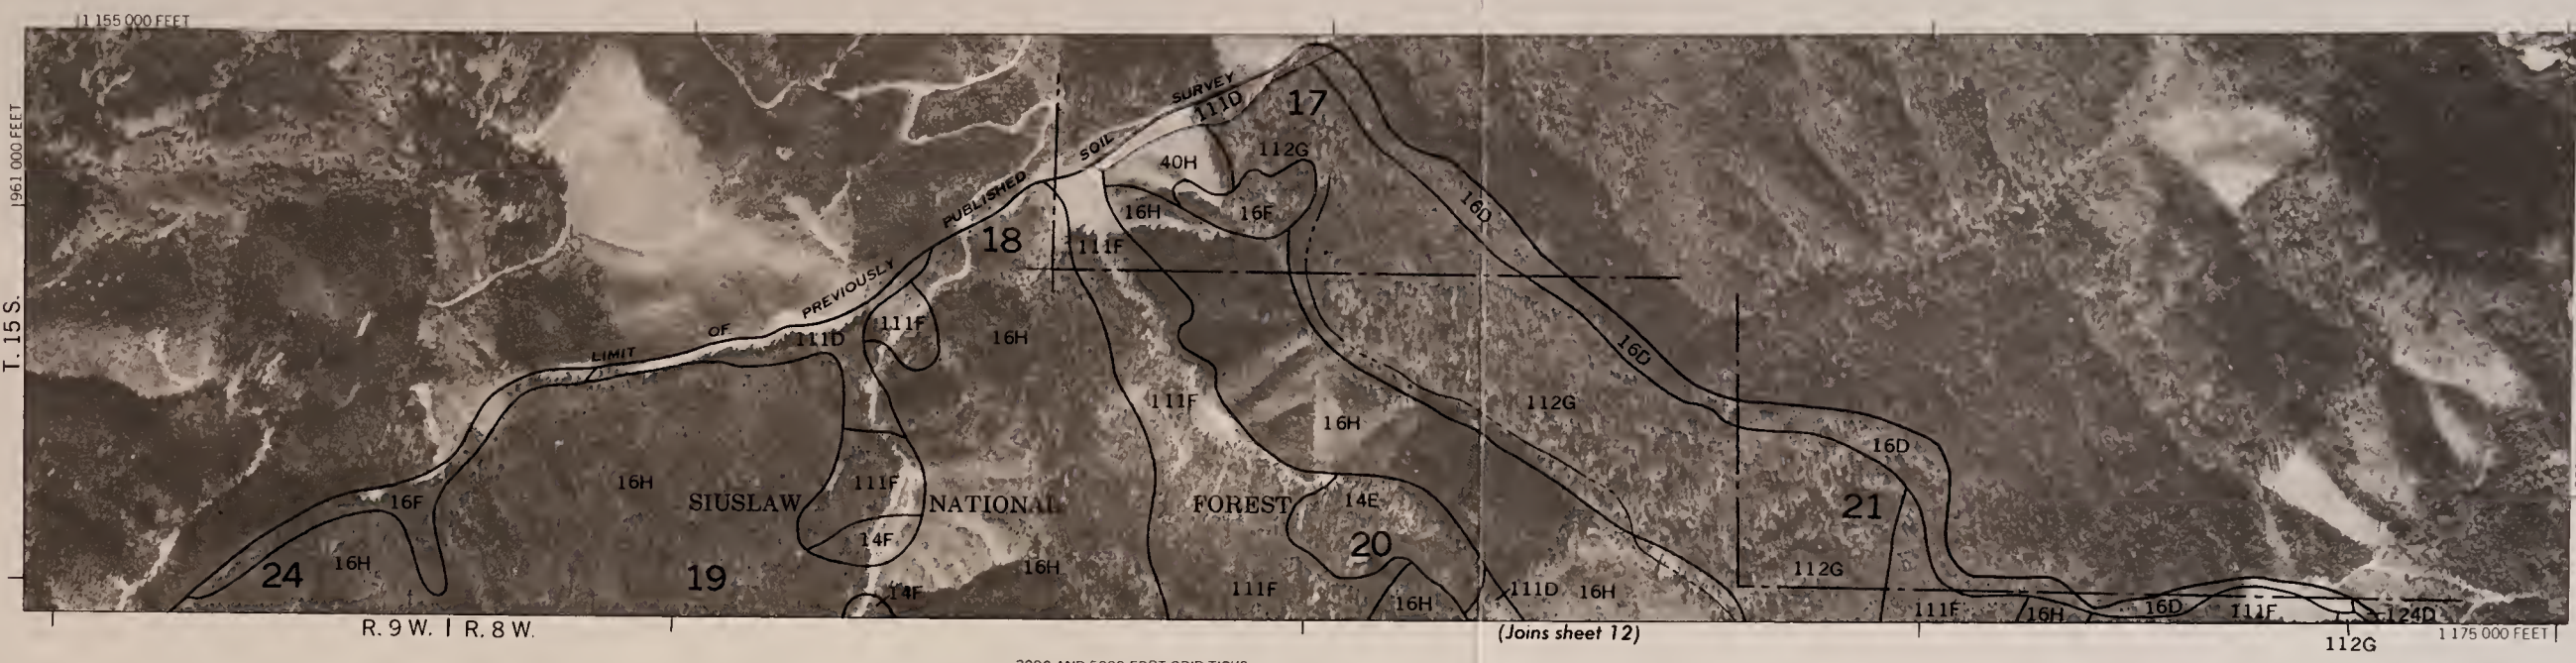 1 155 000 FEET
1961 000 FEET
T. 15 S.
LIMIT OF PREVIOUSLY PUBLISHED SOIL SURVEY
111D
17
40H
112G
16H
16F
16D
18
111F
111F
111D
16H
16D
111F
16H
112G
16D
16F
16H
SIUSLAW NATIONAL FOREST
111F
14E
21
14F
20
24
16H
19
16H
112G
14F
111F
16H
111D
16H
111F
16H
16D
111F
124D
R. 9 W. | R. 8 W.
(Joins sheet 12)
1 175 000 FEET
112G